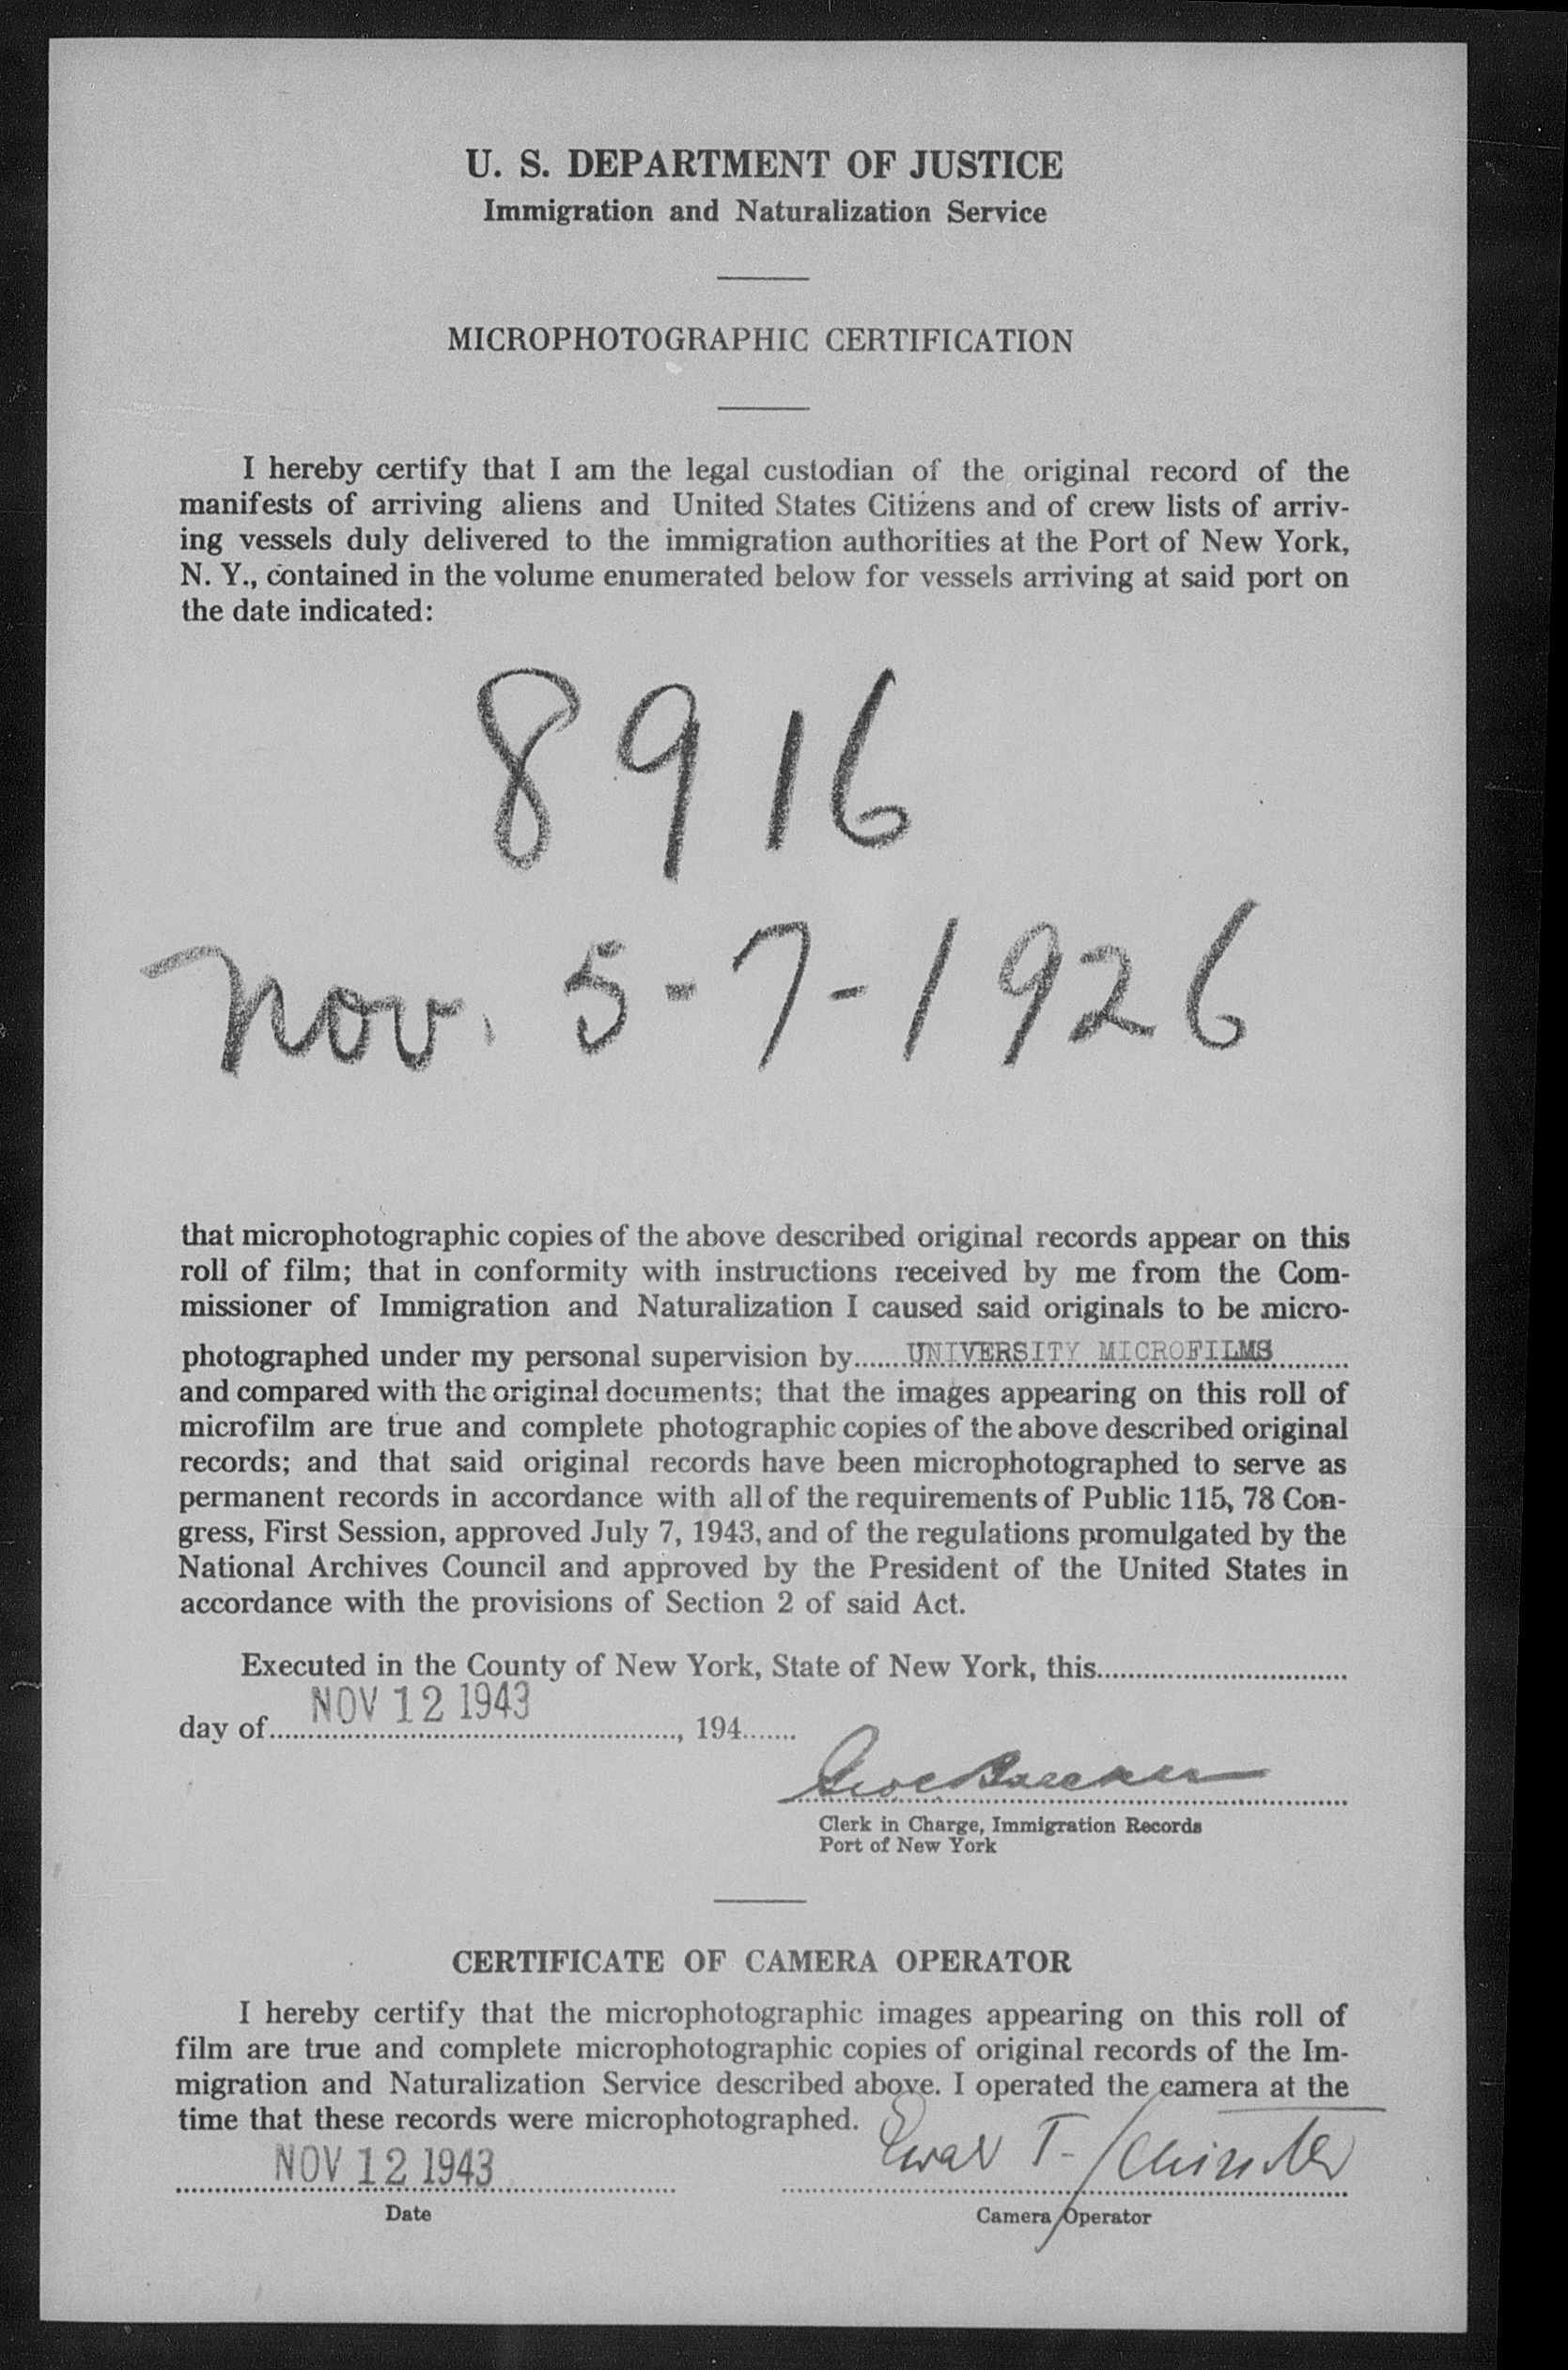 U. S. DEPARTMENT OF JUSTICE
Immigration and Naturalization Service
MICROPHOTOGRAPHIC CERTIFICATION
I hereby certify that I am the legal custodian of the original record of the
manifests of arriving aliens and United States Citizens and of crew lists of arriv-
ing vessels duly delivered to the immigration authorities at the Port of New York,
N. Y., contained in the volume enumerated below for vessels arriving at said port on
the date indicated:
8916
Nov. 5-7-1926
that microphotographic copies of the above described original records appear on this
roll of film; that in conformity with instructions received by me from the Com-
missioner of Immigration and Naturalization I caused said originals to be micro-
photographed under my personal supervision by UNIVERSITY MICROFILMS
and compared with the original documents; that the images appearing on this roll of
microfilm are true and complete photographic copies of the above described original
records; and that said original records have been microphotographed to serve as
permanent records in accordance with all of the requirements of Public 115, 78 Con-
gress, First Session, approved July 7, 1943, and of the regulations promulgated by the
National Archives Council and approved by the President of the United States in
accordance with the provisions of Section 2 of said Act.
Executed in the County of New York, State of New York, this
day of NOV 12 1943, 194
Clerk in Charge, Immigration Records
Port of New York
CERTIFICATE OF CAMERA OPERATOR
I hereby certify that the microphotographic images appearing on this roll of
film are true and complete microphotographic copies of original records of the Im-
migration and Naturalization Service described above. I operated the camera at the
time that these records were microphotographed.
NOV 12 1943
Date
Camera Operator